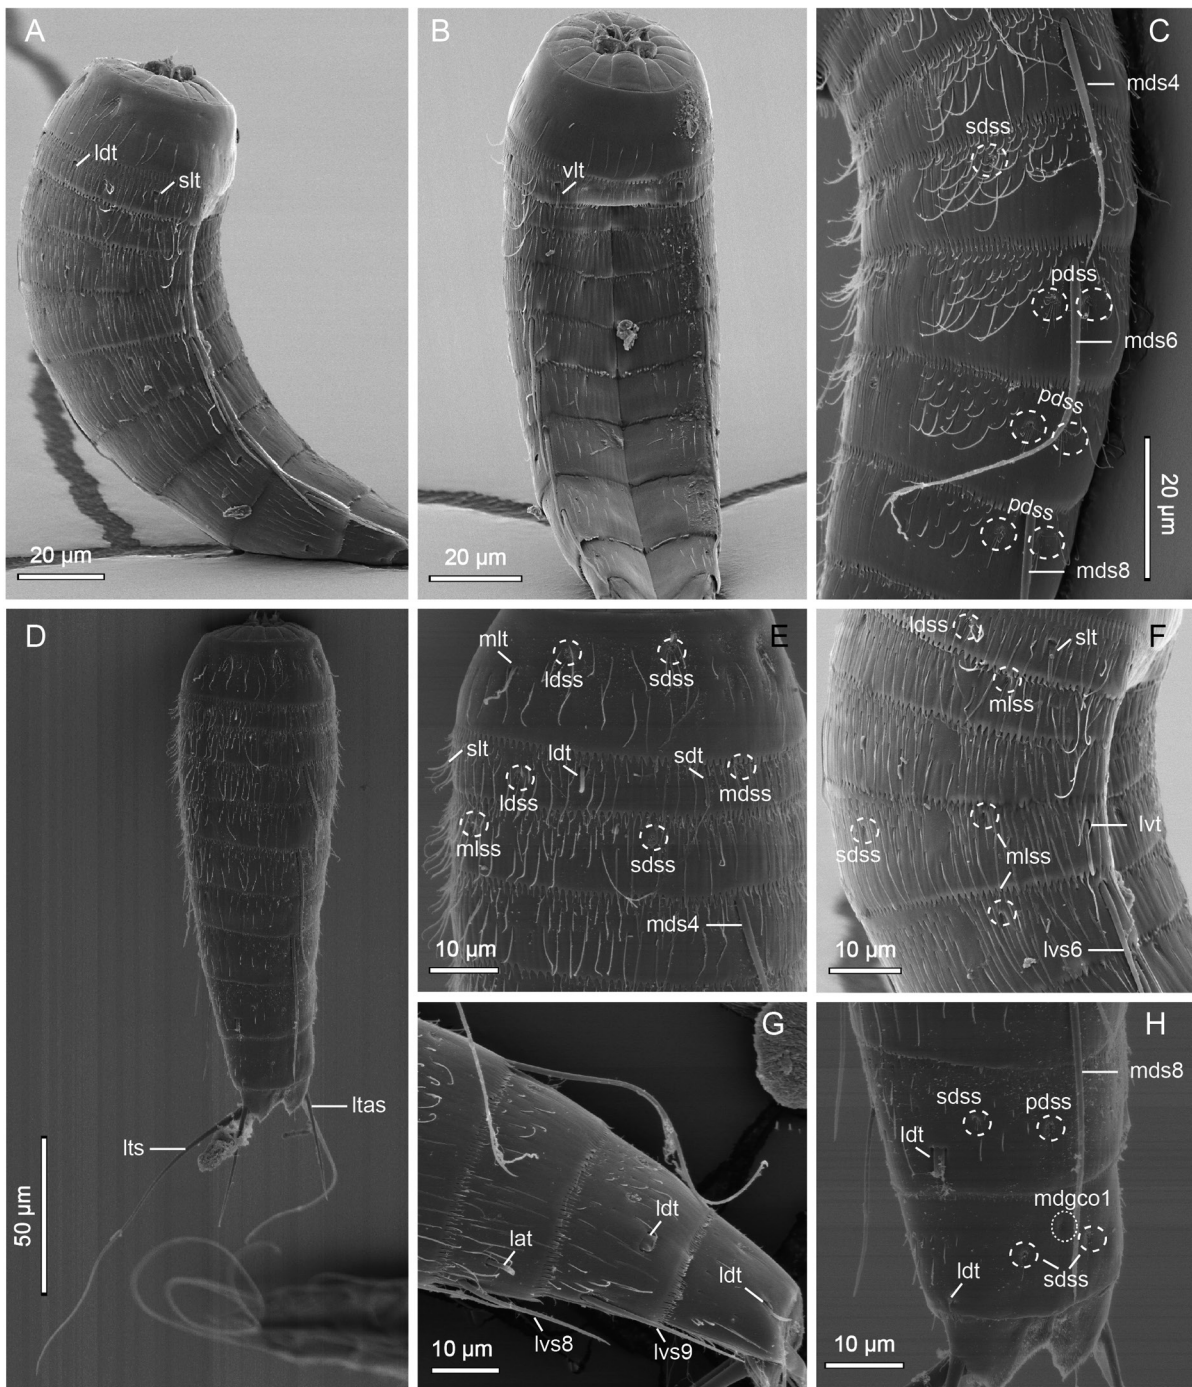 A
ldt
slt
20 µm
B
vlt
20 µm
C
mds4
sdss
pdss
mds6
pdss
20 µm
pdss
mds8
D
ltas
lts
50 µm
E
mlt
ldss
sdss
slt
ldt
sdt
ldss
mdss
mlss
sdss
mds4
10 µm
F
ldss
slt
mlss
lvt
sdss
mlss
lvs6
10 µm
G
ldt
lat
ldt
lvs8
lvs9
10 µm
H
mds8
sdss
pdss
ldt
mdgco1
ldt
sdss
10 µm